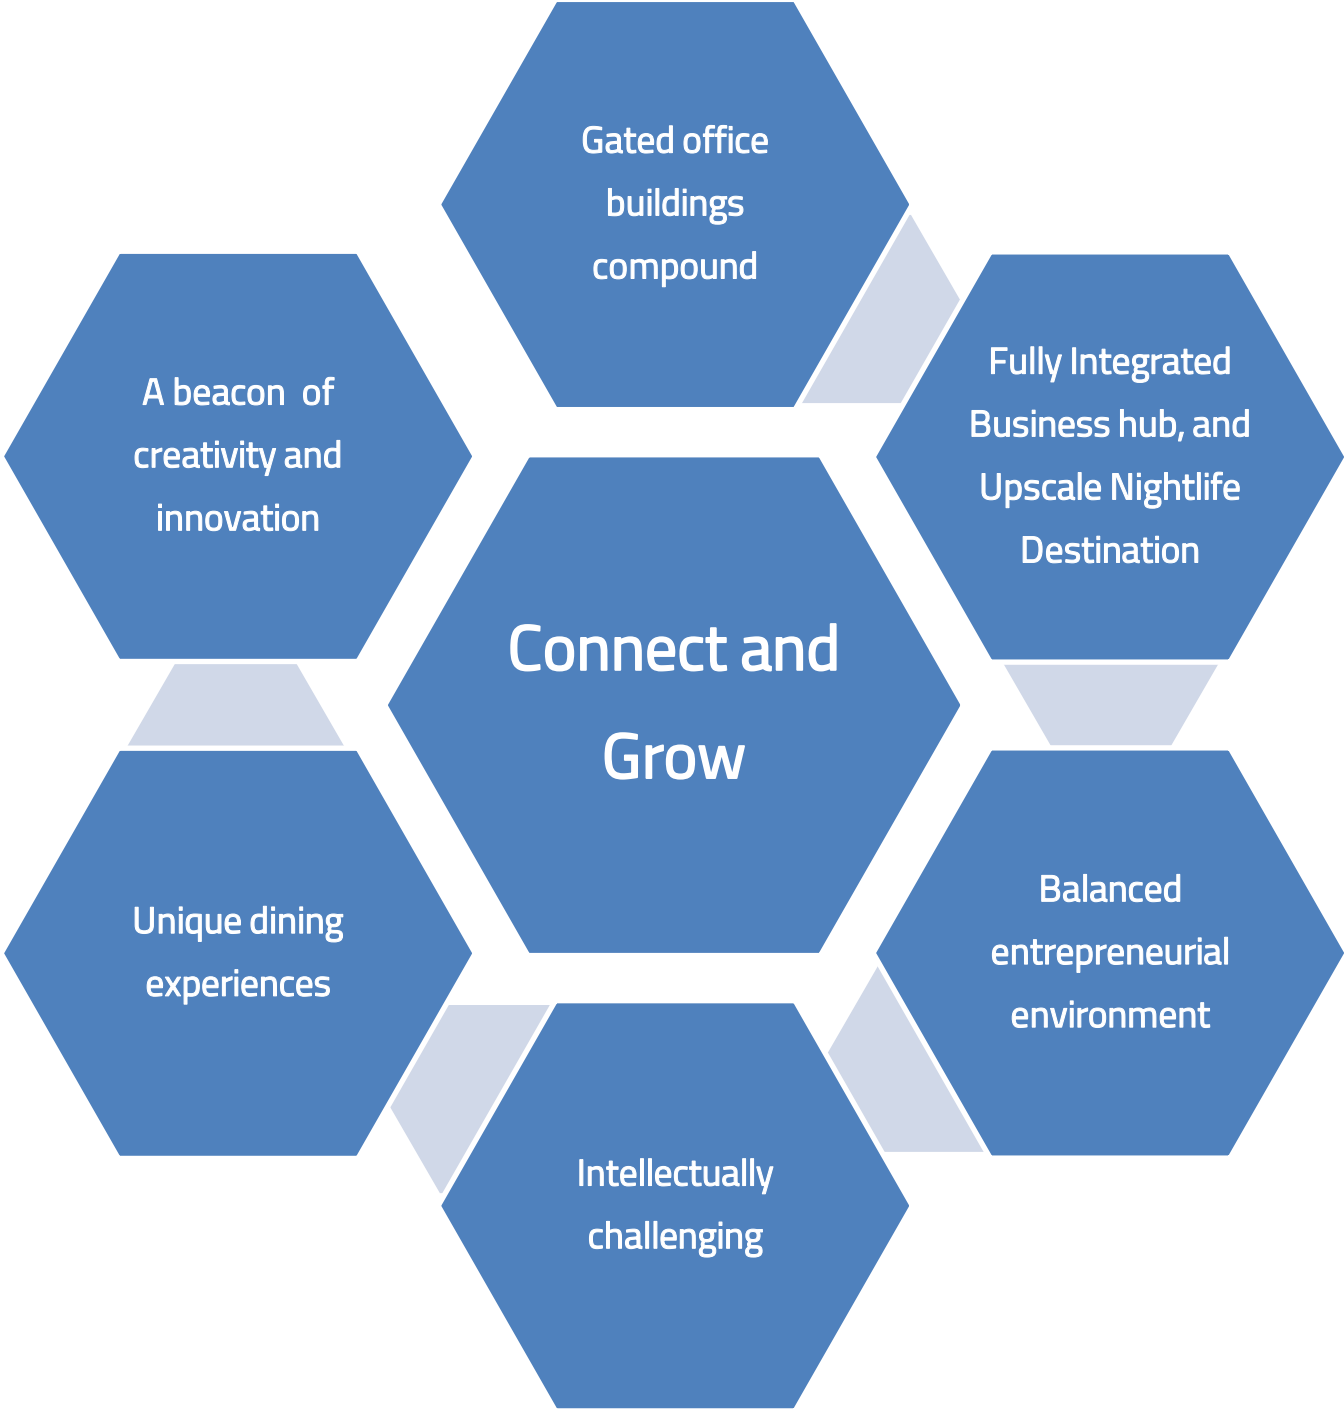 Gated office
buildings
compound
Fully Integrated
Business hub, and
Upscale Nightlife
Destination
A beacon  of
creativity and
innovation
Connect and
Grow
Balanced
entrepreneurial
environment
Unique dining
experiences
Intellectually
challenging